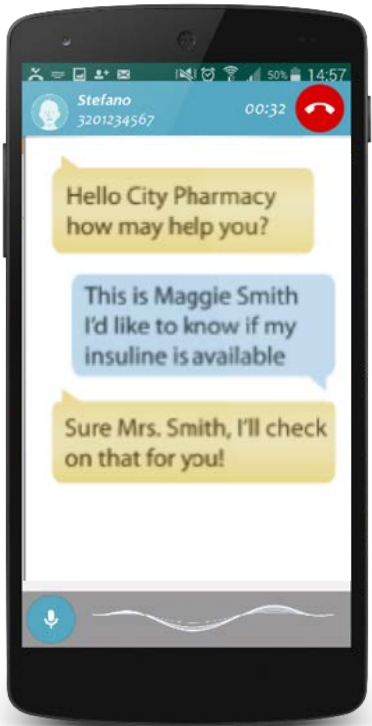 50% 14:57
Stefano
3201234567
00:32
Hello City Pharmacy
how may help you?
This is Maggie Smith
I'd like to know if my
insuline is available
Sure Mrs. Smith, I'll check
on that for you!